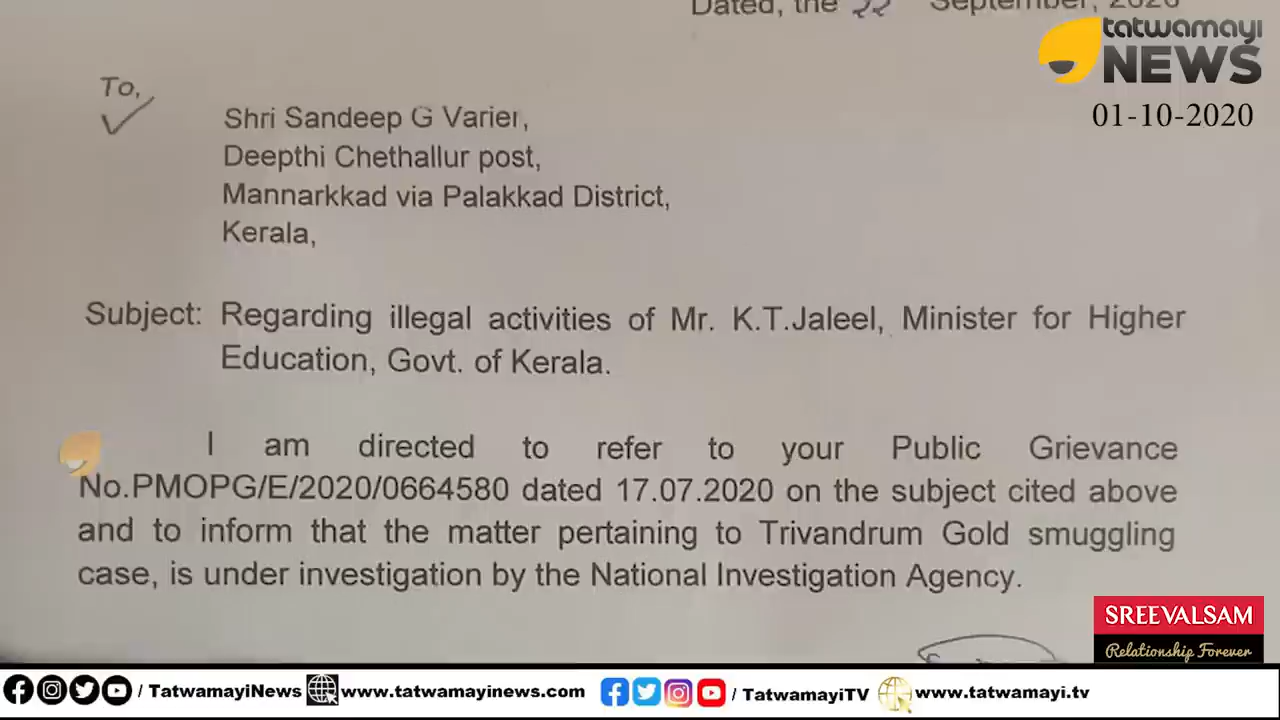 Dated, the 22 September, 2020
tatwamayi
NEWS
01-10-2020
To,
Shri Sandeep G Varier,
Deepthi Chethallur post,
Mannarkkad via Palakkad District,
Kerala,
Subject: Regarding illegal activities of Mr. K.T.Jaleel, Minister for Higher
Education, Govt. of Kerala.
I am directed to refer to your Public Grievance
No.PMOPG/E/2020/0664580 dated 17.07.2020 on the subject cited above
and to inform that the matter pertaining to Trivandrum Gold smuggling
case, is under investigation by the National Investigation Agency.
SREEVALSAM
Relationship Forever
/ TatwamayiNews www.tatwamayinews.com / TatwamayiTV www.tatwamayi.tv